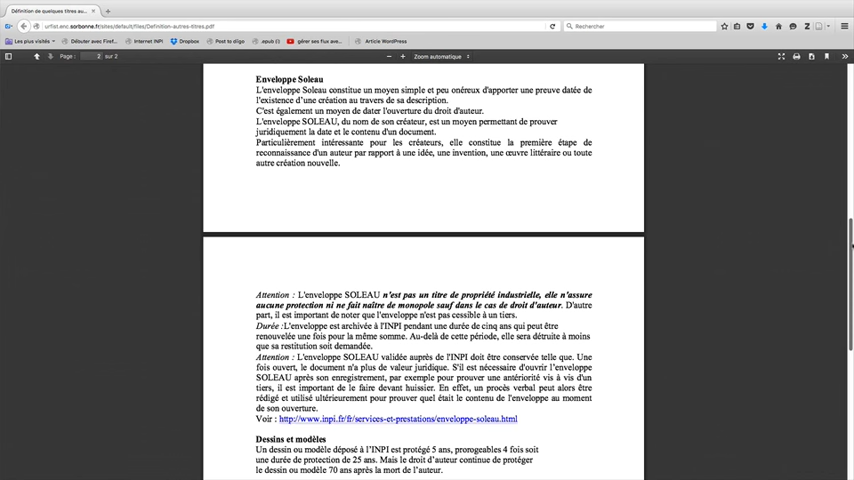 Définition de quelques titres au... × +
urfist.enc.sorbonne.fr/sites/default/files/Definition-autres-titres.pdf
Rechercher
Les plus visités Débuter avec Firef... Internet INPI Dropbox Post to diigo .epub () gérer ses flux avec... Article WordPress
Page : 2 sur 2 − + Zoom automatique
Enveloppe Soleau
L'enveloppe Soleau constitue un moyen simple et peu onéreux d'apporter une preuve datée de
l'existence d'une création au travers de sa description.
C'est également un moyen de dater l'ouverture du droit d'auteur.
L'enveloppe SOLEAU, du nom de son créateur, est un moyen permettant de prouver
juridiquement la date et le contenu d'un document.
Particulièrement intéressante pour les créateurs, elle constitue la première étape de
reconnaissance d'un auteur par rapport à une idée, une invention, une œuvre littéraire ou toute
autre création nouvelle.
Attention : L'enveloppe SOLEAU n'est pas un titre de propriété industrielle, elle n'assure
aucune protection ni ne fait naître de monopole sauf dans le cas de droit d'auteur. D'autre
part, il est important de noter que l'enveloppe n'est pas cessible à un tiers.
Durée :L'enveloppe est archivée à l'INPI pendant une durée de cinq ans qui peut être
renouvelée une fois pour la même somme. Au-delà de cette période, elle sera détruite à moins
que sa restitution soit demandée.
Attention : L'enveloppe SOLEAU validée auprès de l'INPI doit être conservée telle que. Une
fois ouvert, le document n'a plus de valeur juridique. S'il est nécessaire d'ouvrir l'enveloppe
SOLEAU après son enregistrement, par exemple pour prouver une antériorité vis à vis d'un
tiers, il est important de le faire devant huissier. En effet, un procès verbal peut alors être
rédigé et utilisé ultérieurement pour prouver quel était le contenu de l'enveloppe au moment
de son ouverture.
Voir : http://www.inpi.fr/fr/services-et-prestations/enveloppe-soleau.html
Dessins et modèles
Un dessin ou modèle déposé à l'INPI est protégé 5 ans, prorogeables 4 fois soit
une durée de protection de 25 ans. Mais le droit d'auteur continue de protéger
le dessin ou modèle 70 ans après la mort de l'auteur.